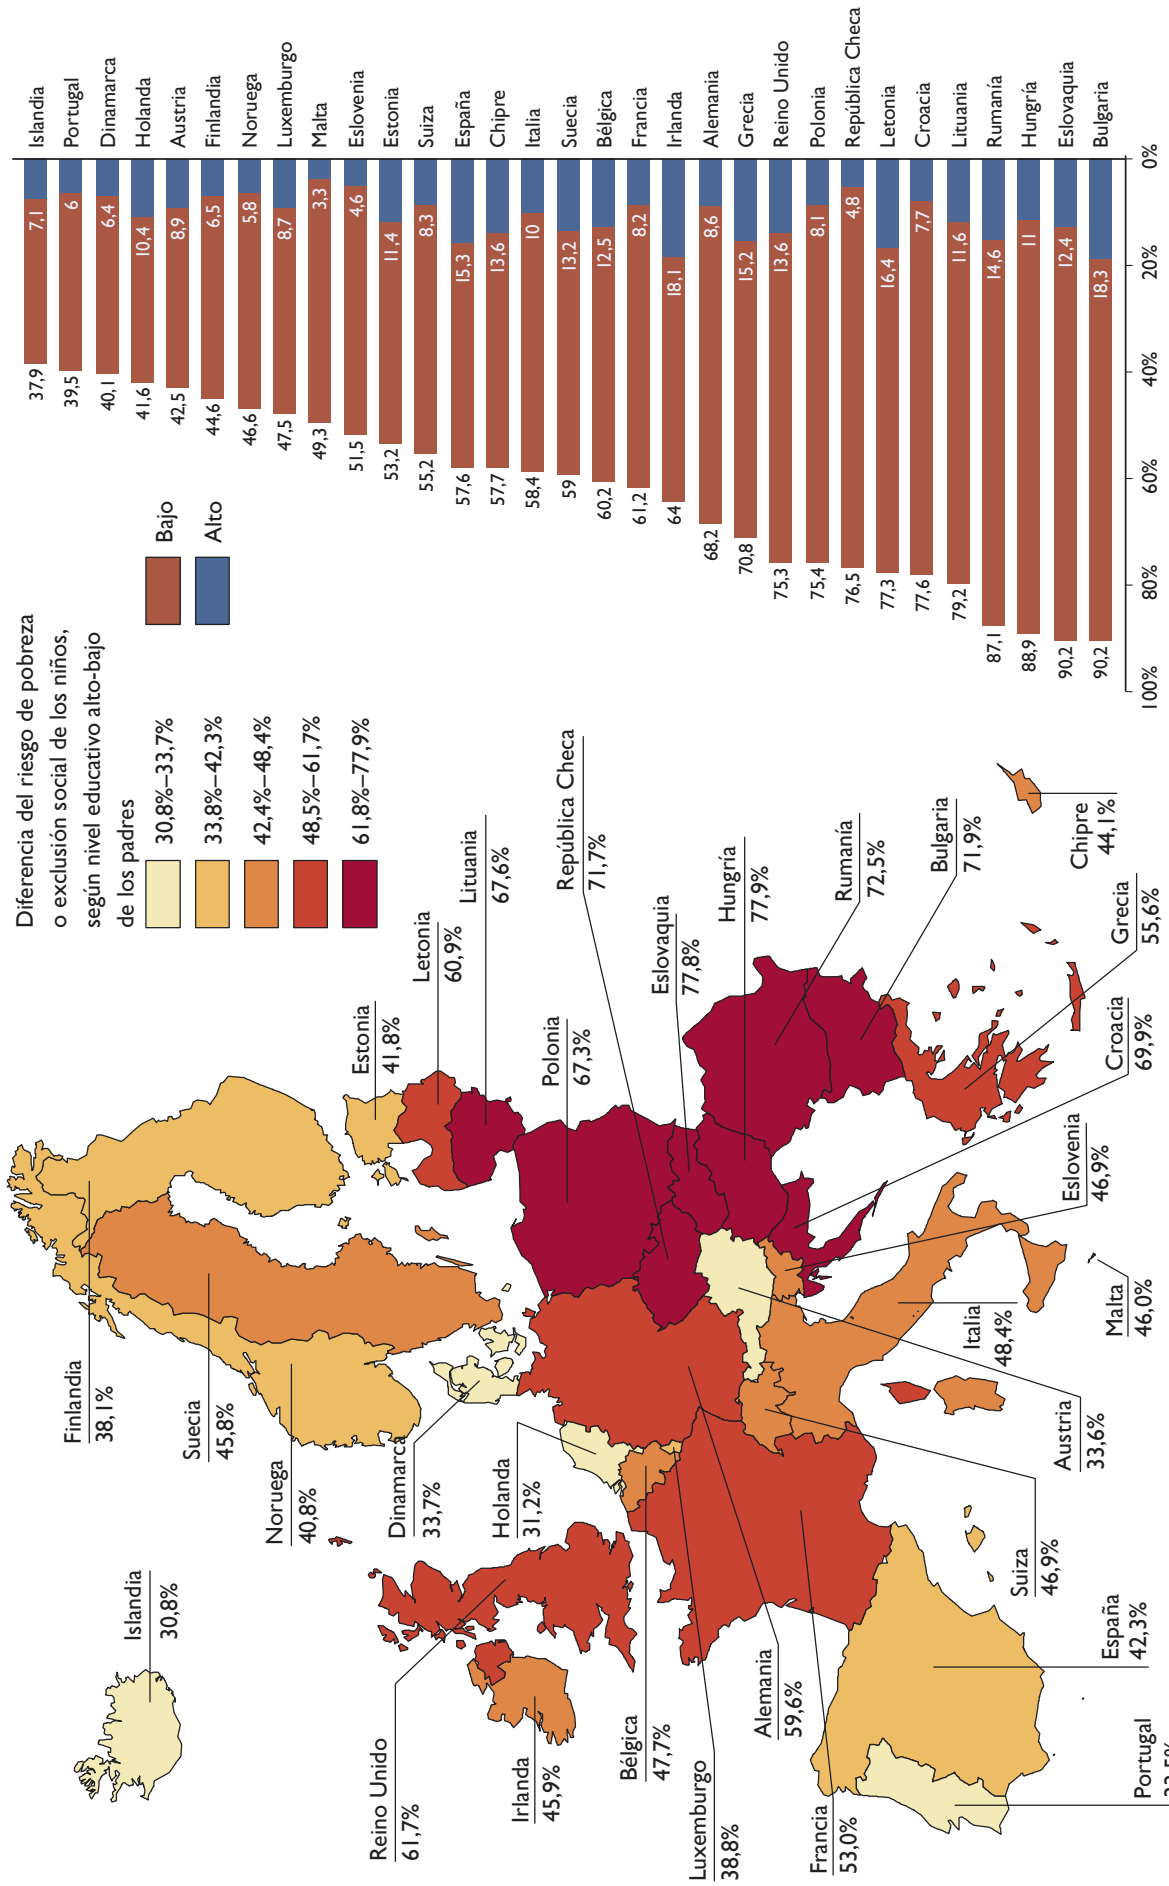 Diferencia del riesgo de pobreza
o exclusión social de los niños,
según nivel educativo alto-bajo
de los padres
30,8%–33,7%
33,8%–42,3%
42,4%–48,4%
48,5%–61,7%
61,8%–77,9%
Bajo
Alto
Islandia
30,8%
Finlandia
38,1%
Suecia
45,8%
Noruega
40,8%
Dinamarca
33,7%
Holanda
31,2%
Reino Unido
61,7%
Irlanda
45,9%
Bélgica
47,7%
Luxemburgo
38,8%
Alemania
59,6%
Francia
53,0%
Portugal
España
42,3%
Suiza
46,9%
Austria
33,6%
Italia
48,4%
Malta
46,0%
Eslovenia
46,9%
Croacia
69,9%
Grecia
55,6%
Chipre
44,1%
Bulgaria
71,9%
Rumanía
72,5%
Hungría
77,9%
Eslovaquia
77,8%
República Checa
71,7%
Polonia
67,3%
Lituania
67,6%
Letonia
60,9%
Estonia
41,8%
37,9 7,1 Islandia
39,5 6 Portugal
40,1 6,4 Dinamarca
41,6 10,4 Holanda
42,5 8,9 Austria
44,6 6,5 Finlandia
46,6 5,8 Noruega
47,5 8,7 Luxemburgo
49,3 3,3 Malta
51,5 4,6 Eslovenia
53,2 11,4 Estonia
55,2 8,3 Suiza
57,6 15,3 España
57,7 13,6 Chipre
58,4 10 Italia
59 13,2 Suecia
60,2 12,5 Bélgica
61,2 8,2 Francia
64 18,1 Irlanda
68,2 8,6 Alemania
70,8 15,2 Grecia
75,3 13,6 Reino Unido
75,4 8,1 Polonia
76,5 4,8 República Checa
77,3 16,4 Letonia
77,6 7,7 Croacia
79,2 11,6 Lituania
87,1 14,6 Rumanía
88,9 11 Hungría
90,2 12,4 Eslovaquia
90,2 18,3 Bulgaria
100% 80% 60% 40% 20% 0%